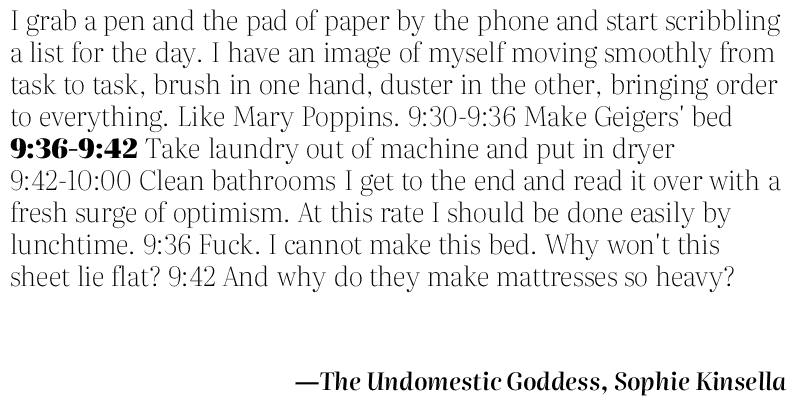 I grab a pen and the pad of paper by the phone and start scribbling
a list for the day. I have an image of myself moving smoothly from
task to task, brush in one hand, duster in the other, bringing order
to everything. Like Mary Poppins. 9:30-9:36 Make Geigers' bed
9:36-9:42 Take laundry out of machine and put in dryer
9:42-10:00 Clean bathrooms I get to the end and read it over with a
fresh surge of optimism. At this rate I should be done easily by
lunchtime. 9:36 Fuck. I cannot make this bed. Why won't this
sheet lie flat? 9:42 And why do they make mattresses so heavy?
—The Undomestic Goddess, Sophie Kinsella